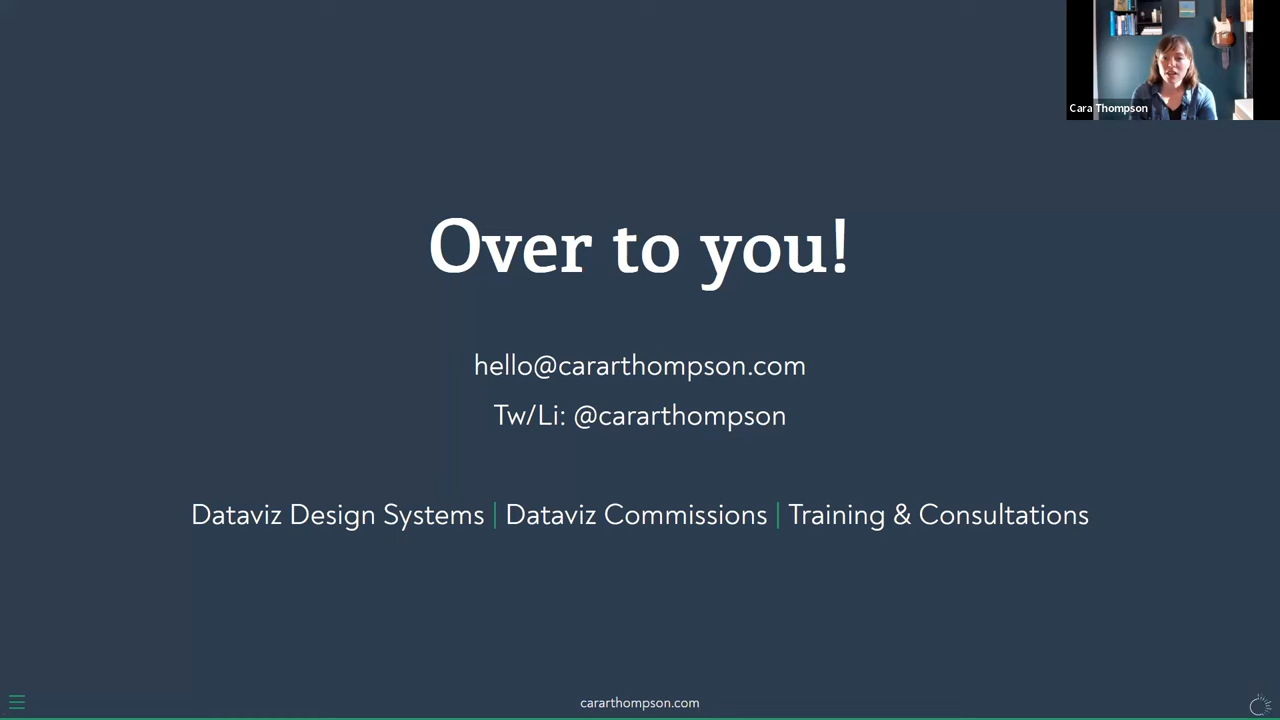 Cara Thompson
Over to you!
hello@cararthompson.com
Tw/Li: @cararthompson
Dataviz Design Systems | Dataviz Commissions | Training & Consultations
cararthompson.com